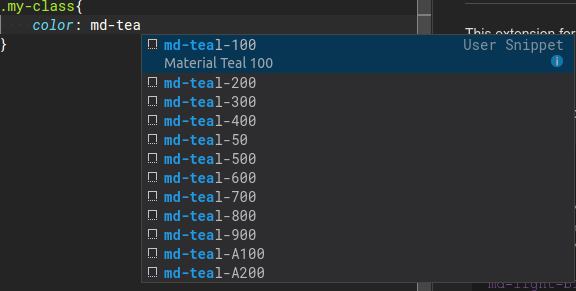 .my-class{
color: md-tea
}
md-teal-100 User Snippet
Material Teal 100
md-teal-200
md-teal-300
md-teal-400
md-teal-50
md-teal-500
md-teal-600
md-teal-700
md-teal-800
md-teal-900
md-teal-A100
md-teal-A200
This extension for